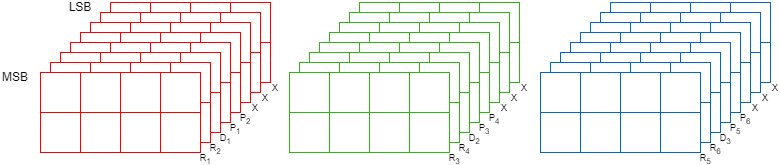 LSB
MSB
R1 R2 D1 P1 P2 X X X
R3 R4 D2 P3 P4 X X X
R5 R6 D3 P5 P6 X X X